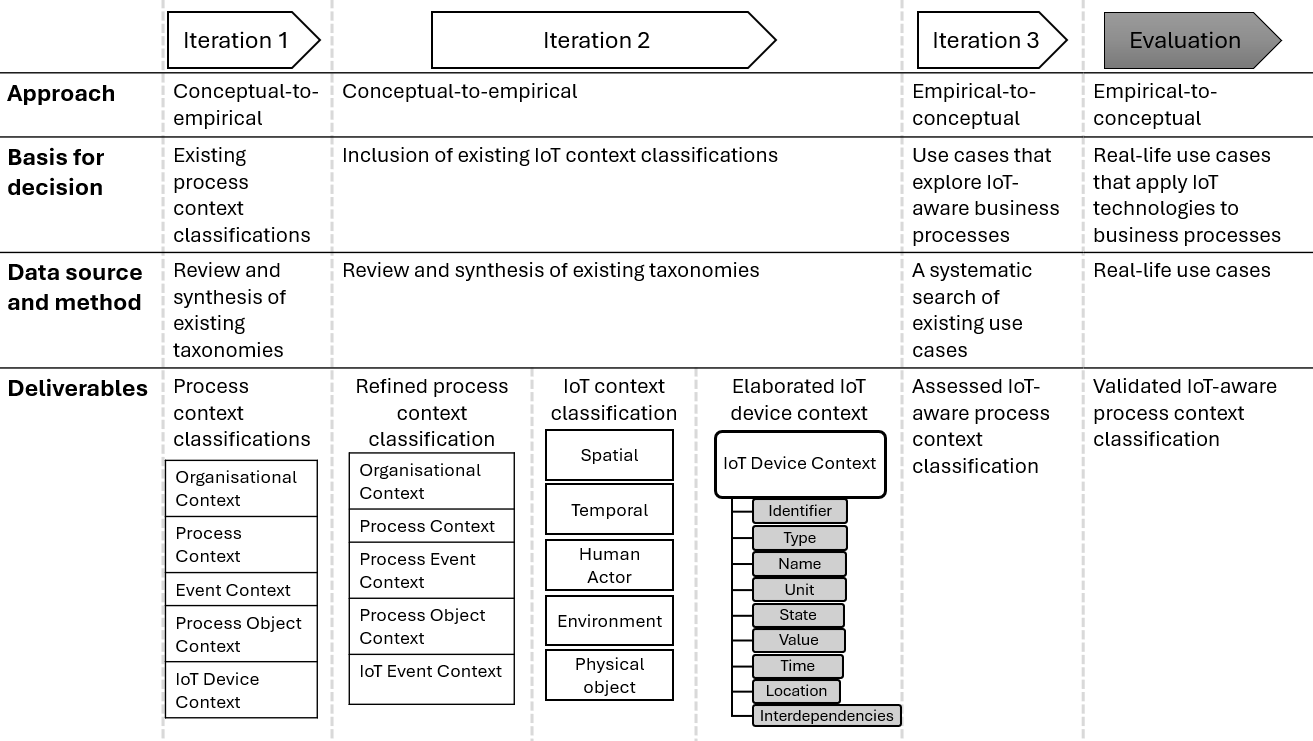 Iteration 1
Iteration 2
Iteration 3
Evaluation
Approach
Conceptual-to-
empirical
Conceptual-to-empirical
Empirical-to-
conceptual
Empirical-to-
conceptual
Basis for
decision
Existing
process
context
classifications
Inclusion of existing IoT context classifications
Use cases that
explore IoT-
aware business
processes
Real-life use cases
that apply IoT
technologies to
business processes
Data source
and method
Review and
synthesis of
existing
taxonomies
Review and synthesis of existing taxonomies
A systematic
search of
existing use
cases
Real-life use cases
Deliverables
Process
context
classifications
Organisational
Context
Process
Context
Event Context
Process Object
Context
IoT Device
Context
Refined process
context
classification
Organisational
Context
Process Context
Process Event
Context
Process Object
Context
IoT Event Context
IoT context
classification
Spatial
Temporal
Human
Actor
Environment
Physical
object
Elaborated IoT
device context
IoT Device Context
Identifier
Type
Name
Unit
State
Value
Time
Location
Interdependencies
Assessed IoT-
aware process
context
classification
Validated IoT-aware
process context
classification